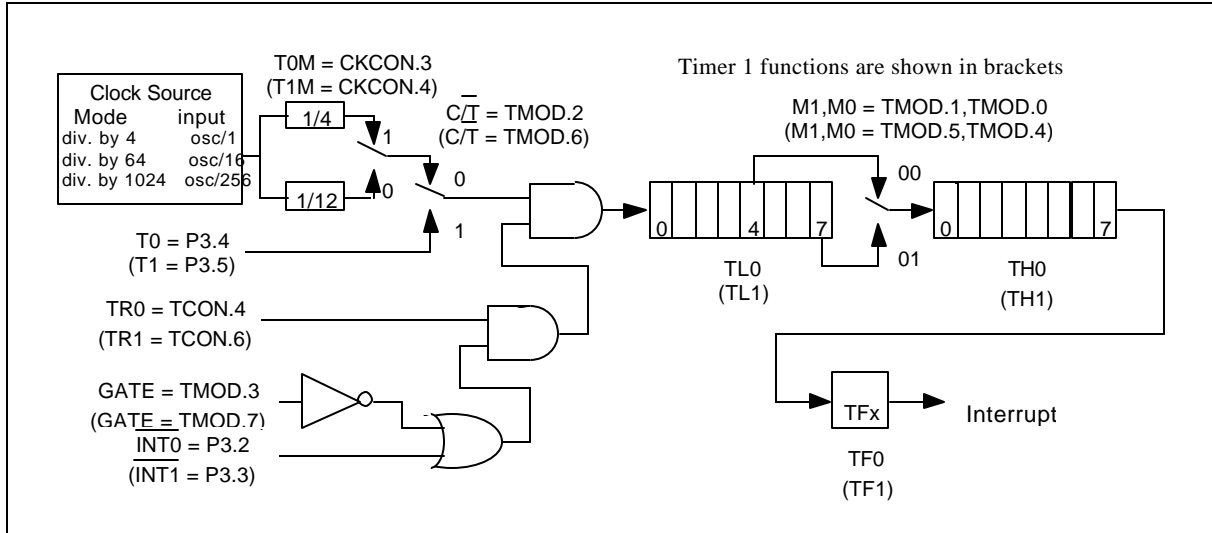 T0M = CKCON.3
(T1M = CKCON.4)
Timer 1 functions are shown in brackets
Clock Source
Mode input
div. by 4 osc/1
div. by 64 osc/16
div. by 1024 osc/256
1/4
1/12
1
0
C/T = TMOD.2
(C/T = TMOD.6)
0
1
M1,M0 = TMOD.1,TMOD.0
(M1,M0 = TMOD.5,TMOD.4)
00
01
0 4 7
TL0
(TL1)
0 7
TH0
(TH1)
T0 = P3.4
(T1 = P3.5)
TR0 = TCON.4
(TR1 = TCON.6)
GATE = TMOD.3
(GATE = TMOD.7)
INT0 = P3.2
(INT1 = P3.3)
TFx
Interrupt
TF0
(TF1)